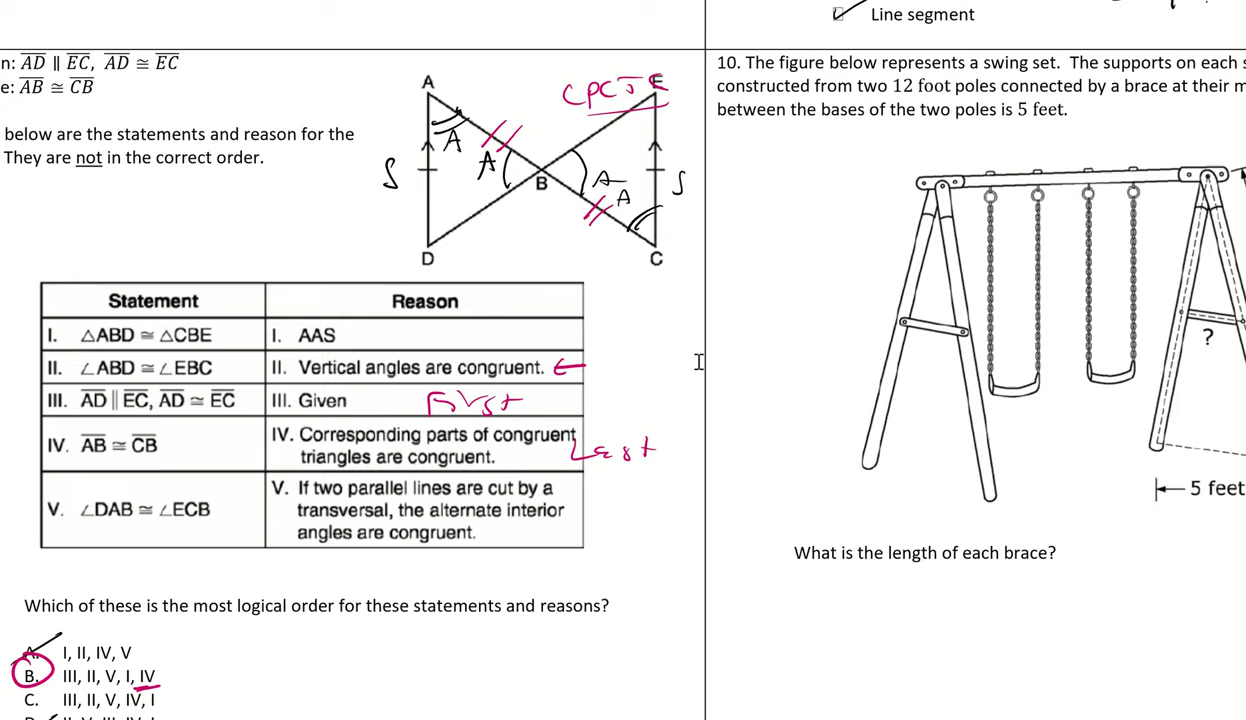 Line segment
n: AD ∥ EC, AD ≅ EC
e: AB ≅ CB
below are the statements and reason for the
They are not in the correct order.
A
CPCTC
E
S
A
A
B
A
A
S
D
C
Statement Reason
I. △ABD ≅ △CBE I. AAS
II. ∠ABD ≅ ∠EBC II. Vertical angles are congruent. ←
III. AD ∥ EC, AD ≅ EC III. Given First
IV. AB ≅ CB IV. Corresponding parts of congruent triangles are congruent. Last
V. ∠DAB ≅ ∠ECB V. If two parallel lines are cut by a transversal, the alternate interior angles are congruent.
Which of these is the most logical order for these statements and reasons?
A. I, II, IV, V
B. III, II, V, I, IV
C. III, II, V, IV, I
10. The figure below represents a swing set. The supports on each s
constructed from two 12 foot poles connected by a brace at their m
between the bases of the two poles is 5 feet.
?
5 feet
What is the length of each brace?